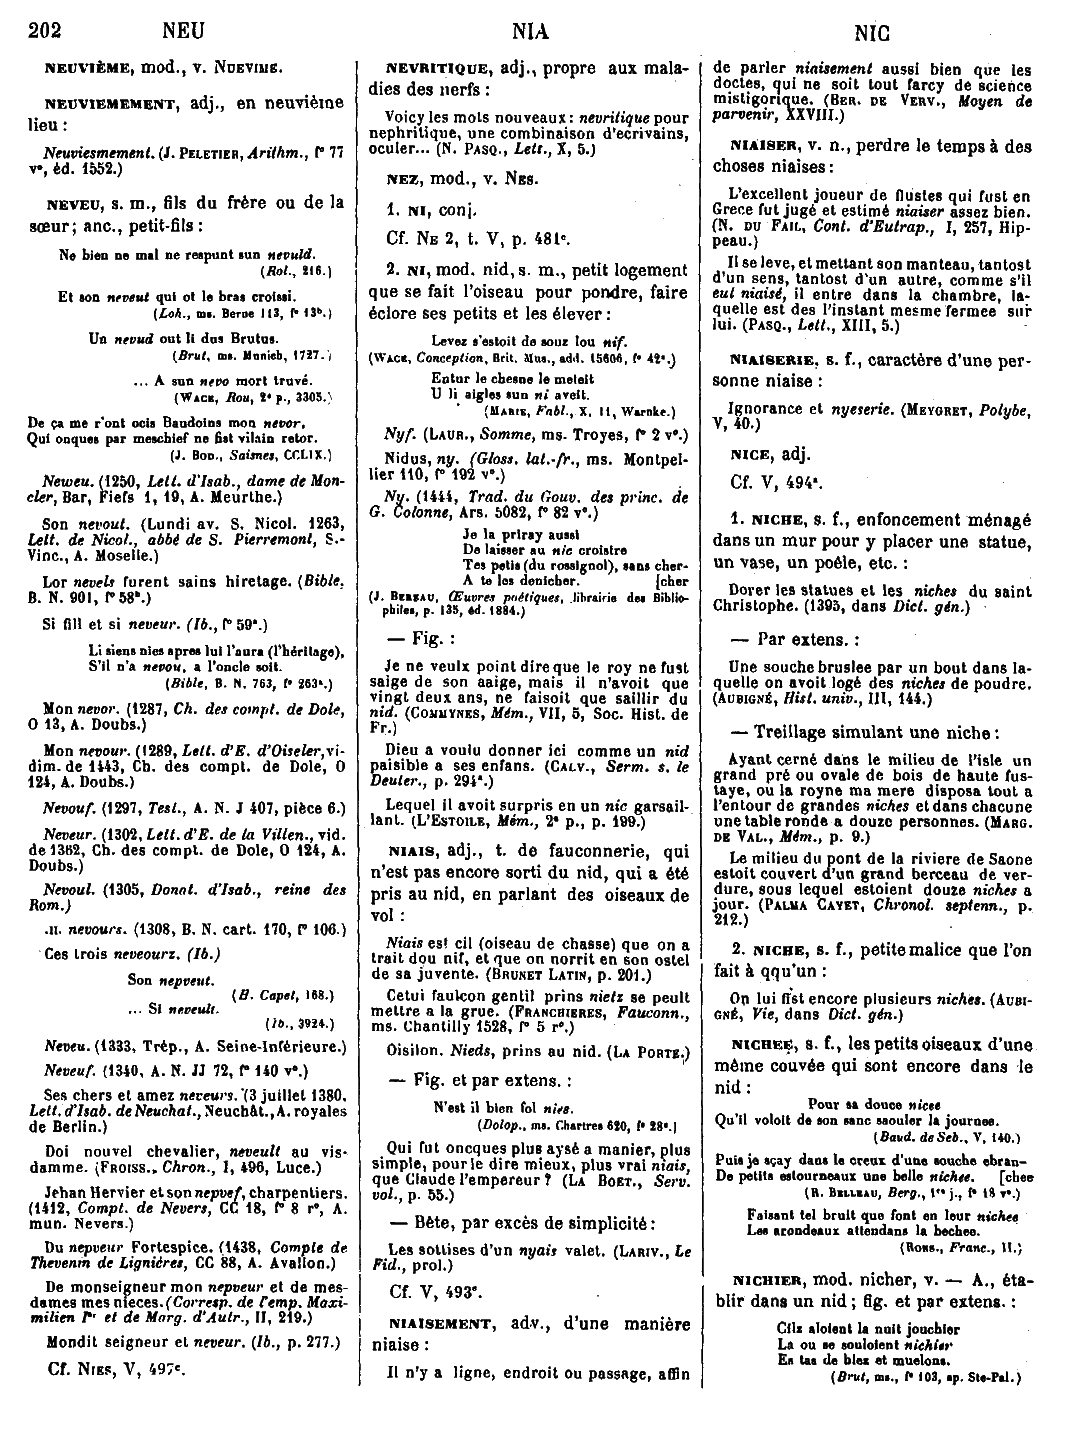 202 NEU NIA NIC
NEUVIÈME, mod., v. NUEVIME.
NEUVIEMEMENT, adj., en neuvième
lieu :
Neuviesmement. (J. PELETIER, Arithm., f° 77
v°, éd. 1552.)
NEVEU, s. m., fils du frère ou de la
sœur; anc., petit-fils :
Ne bien ne mal ne respunt sun nevuld.
(Rol., 216.)
Et son neveut qui ot le bras croissi.
(Loh., ms. Berne 113, f° 13b.)
Un nevud out li dus Brutus.
(Brut, ms. Munich, 1727.)
... A sun nevo mort truvé.
(WACE, Rou, 2e p., 3305.)
De ça me r'ont ocis Baudoins mon nevor,
Qui onques par meschief ne fist vilain retor.
(J. BOD., Saisnes, CCLIX.)
Neweu. (1250, Lett. d'Isab., dame de Mon-
cler, Bar, Fiefs 1, 19, A. Meurthe.)
Son nevout. (Lundi av. S. Nicol. 1263,
Lett. de Nicol., abbé de S. Pierremont, S.-
Vinc., A. Moselle.)
Lor nevels furent sains hiretage. (Bible,
B. N. 901, f° 58b.)
Si fill et si neveur. (Ib., f° 59a.)
Li siens nies apres lui l'aura (l'héritage),
S'il n'a nevou, a l'oncle soit.
(Bible, B. N. 763, f° 263b.)
Mon nevor. (1287, Ch. des compt. de Dole,
O 13, A. Doubs.)
Mon nevour. (1289, Lett. d'E. d'Oiseler, vi-
dim. de 1443, Ch. des compt. de Dole, O
124, A. Doubs.)
Nevouf. (1297, Test., A. N. J 407, pièce 6.)
Neveur. (1302, Lett. d'E. de la Villen., vid.
de 1362, Ch. des compt. de Dole, O 124, A.
Doubs.)
Nevoul. (1305, Donat. d'Isab., reine des
Rom.)
.II. nevours. (1308, B. N. cart. 170, f° 106.)
Ces trois neveourz. (Ib.)
Son nepveut.
(B. Capet, 168.)
... Si neveult.
(Ib., 3924.)
Neveu. (1333, Trép., A. Seine-Inférieure.)
Neveuf. (1340, A. N. JJ 72, f° 140 v°.)
Ses chers et amez neveurs. (3 juillet 1380,
Lett. d'Isab. de Neuchat., Neuchât., A. royales
de Berlin.)
Doi nouvel chevalier, neveult au vis-
damme. (FROISS., Chron., I, 496, Luce.)
Jehan Hervier et son nepvef, charpentiers.
(1412, Compt. de Nevers, CC 18, f° 8 r°, A.
mun. Nevers.)
Du nepveur Fortespice. (1438, Compte de
Thevenin de Lignières, CC 88, A. Avallon.)
De monseigneur mon nepveur et de mes-
dames mes nieces. (Corresp. de l'emp. Maxi-
milien Ier et de Marg. d'Autr., II, 219.)
Mondit seigneur et neveur. (Ib., p. 277.)
Cf. NIES, V, 497c.
NEVRITIQUE, adj., propre aux mala-
dies des nerfs :
Voicy les mots nouveaux : nevritique pour
nephritique, une combinaison d'ecrivains,
oculer... (N. PASQ., Lett., X, 5.)
NEZ, mod., v. NES.
1. NI, conj.
Cf. NE 2, t. V, p. 481c.
2. NI, mod. nid, s. m., petit logement
que se fait l'oiseau pour pondre, faire
éclore ses petits et les élever :
Levez s'estoit de souz lou nif.
(WACE, Conception, Brit. Mus., add. 15606, f° 42a.)
Entur le chesne le meteit
U li aigles sun ni aveit.
(MARIE, Fabl., X, 11, Warnke.)
Nyf. (LAUR., Somme, ms. Troyes, f° 2 v°.)
Nidus, ny. (Gloss. lat.-fr., ms. Montpel-
lier 110, f° 192 v°.)
Ny. (1444, Trad. du Gouv. des princ. de
G. Colonne, Ars. 5082, f° 82 v°.)
Je la priray aussi
De laisser au nic croistre
Tes petis (du rossignol), sans cher-
A te les denicher. [cher
(J. BEREAU, Œuvres poétiques, librairie des Biblio-
philes, p. 135, éd. 1884.)
— Fig. :
Je ne veulx point dire que le roy ne fust
saige de son aaige, mais il n'avoit que
vingt deux ans, ne faisoit que saillir du
nid. (COMMYNES, Mém., VII, 5, Soc. Hist. de
Fr.)
Dieu a voulu donner ici comme un nid
paisible a ses enfans. (CALV., Serm. s. le
Deuter., p. 294a.)
Lequel il avoit surpris en un nic garsail-
lant. (L'ESTOILE, Mém., 2e p., p. 199.)
NIAIS, adj., t. de fauconnerie, qui
n'est pas encore sorti du nid, qui a été
pris au nid, en parlant des oiseaux de
vol :
Niais est cil (oiseau de chasse) que on a
trait dou nif, et que on norrit en son ostel
de sa juvente. (BRUNET LATIN, p. 201.)
Cetui faulcon gentil prins nietz se peult
mettre a la grue. (FRANCHIERES, Fauconn.,
ms. Chantilly 1528, f° 5 r°.)
Oisilon. Nieds, prins au nid. (LA PORTE.)
— Fig. et par extens. :
N'est il bien fol nies.
(Dolop., ms. Chartres 620, f° 28a.)
Qui fut oncques plus aysé a manier, plus
simple, pour le dire mieux, plus vrai niais,
que Claude l'empereur ? (LA BOET., Serv.
vol., p. 55.)
— Bête, par excès de simplicité :
Les sottises d'un nyais valet. (LARIV., Le
Fid., prol.)
Cf. V, 493c.
NIAISEMENT, adv., d'une manière
niaise :
Il n'y a ligne, endroit ou passage, affin
de parler niaisement aussi bien que les
doctes, qui ne soit tout farcy de science
mistigorique. (BER. DE VERV., Moyen de
parvenir, XXVIII.)
NIAISER, v. n., perdre le temps à des
choses niaises :
L'excellent joueur de flustes qui fust en
Grece fut jugé et estimé niaiser assez bien.
(N. DU FAIL, Cont. d'Eutrap., I, 257, Hip-
peau.)
Il se leve, et mettant son manteau, tantost
d'un sens, tantost d'un autre, comme s'il
eut niaisé, il entre dans la chambre, la-
quelle est des l'instant mesme fermee sur
lui. (PASQ., Lett., XIII, 5.)
NIAISERIE, s. f., caractère d'une per-
sonne niaise :
Ignorance et nyeserie. (MEYGRET, Polybe,
V, 40.)
NICE, adj.
Cf. V, 494a.
1. NICHE, s. f., enfoncement ménagé
dans un mur pour y placer une statue,
un vase, un poêle, etc. :
Dorer les statues et les niches du saint
Christophe. (1395, dans Dict. gén.)
— Par extens. :
Une souche bruslee par un bout dans la-
quelle on avoit logé des niches de poudre.
(AUBIGNÉ, Hist. univ., III, 144.)
— Treillage simulant une niche :
Ayant cerné dans le milieu de l'isle un
grand pré ou ovale de bois de haute fus-
taye, ou la royne ma mere disposa tout a
l'entour de grandes niches et dans chacune
une table ronde a douze personnes. (MARG.
DE VAL., Mém., p. 9.)
Le milieu du pont de la riviere de Saone
estoit couvert d'un grand berceau de ver-
dure, sous lequel estoient douze niches a
jour. (PALMA CAYET, Chronol. septenn., p.
212.)
2. NICHE, s. f., petite malice que l'on
fait à qqu'un :
On lui fist encore plusieurs niches. (AUBI-
GNÉ, Vie, dans Dict. gén.)
NICHEE, s. f., les petits oiseaux d'une
même couvée qui sont encore dans le
nid :
Pour sa douce nicee
Qu'il voloit de son sanc saouler la journee.
(Baud. de Seb., V, 140.)
Puis je sçay dans le creux d'une souche ebran-
De petits estourneaux une belle nichee. [chee
(R. BELLEAU, Berg., 1re j., f° 18 v°.)
Faisant tel bruit que font en leur nichee
Les arondeaux attendans la bechee.
(RONS., Franc., II.)
NICHIER, mod. nicher, v. — A., éta-
blir dans un nid ; fig. et par extens. :
Cilz aloient la nuit jouchier
La ou se souloient nichier
En tas de blez et muelons.
(Brut, ms., f° 103, ap. Ste-Pal.)